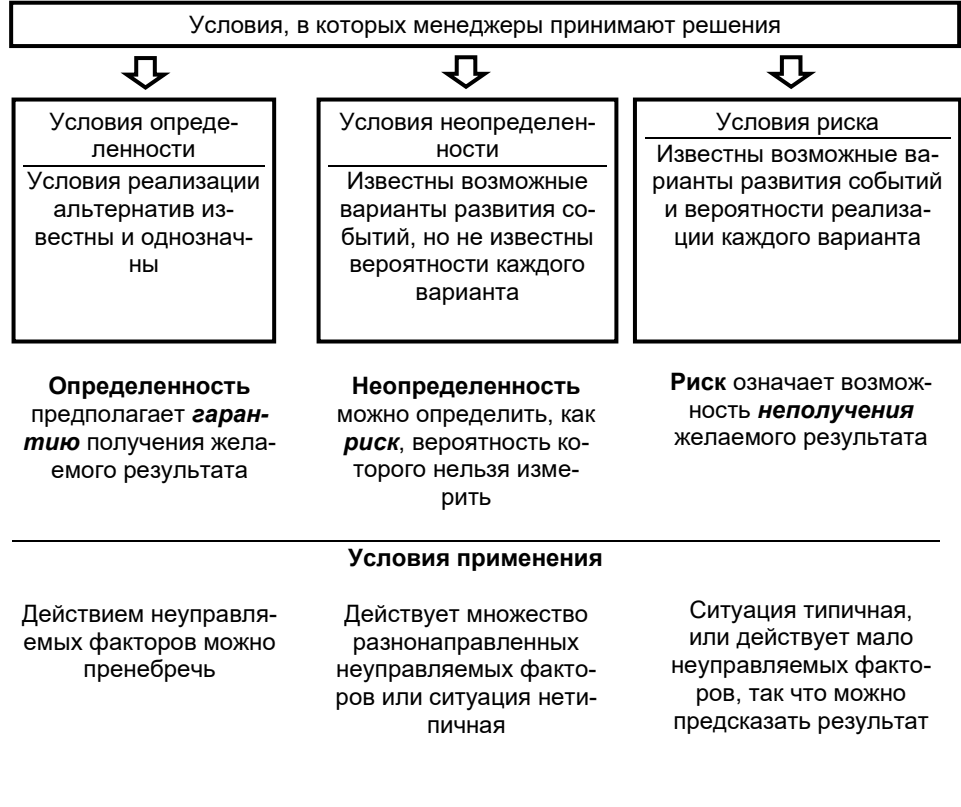 Условия, в которых менеджеры принимают решения
Условия опреде-
ленности
Условия реализации
альтернатив из-
вестны и однознач-
ны
Условия неопределен-
ности
Известны возможные
варианты развития со-
бытий, но не известны
вероятности каждого
варианта
Условия риска
Известны возможные ва-
рианты развития событий
и вероятности реализа-
ции каждого варианта
Определенность
предполагает гаран-
тию получения жела-
емого результата
Неопределенность
можно определить, как
риск, вероятность ко-
торого нельзя изме-
рить
Риск означает возмож-
ность неполучения
желаемого результата
Условия применения
Действием неуправля-
емых факторов можно
пренебречь
Действует множество
разнонаправленных
неуправляемых факто-
ров или ситуация нети-
пичная
Ситуация типичная,
или действует мало
неуправляемых факто-
ров, так что можно
предсказать результат